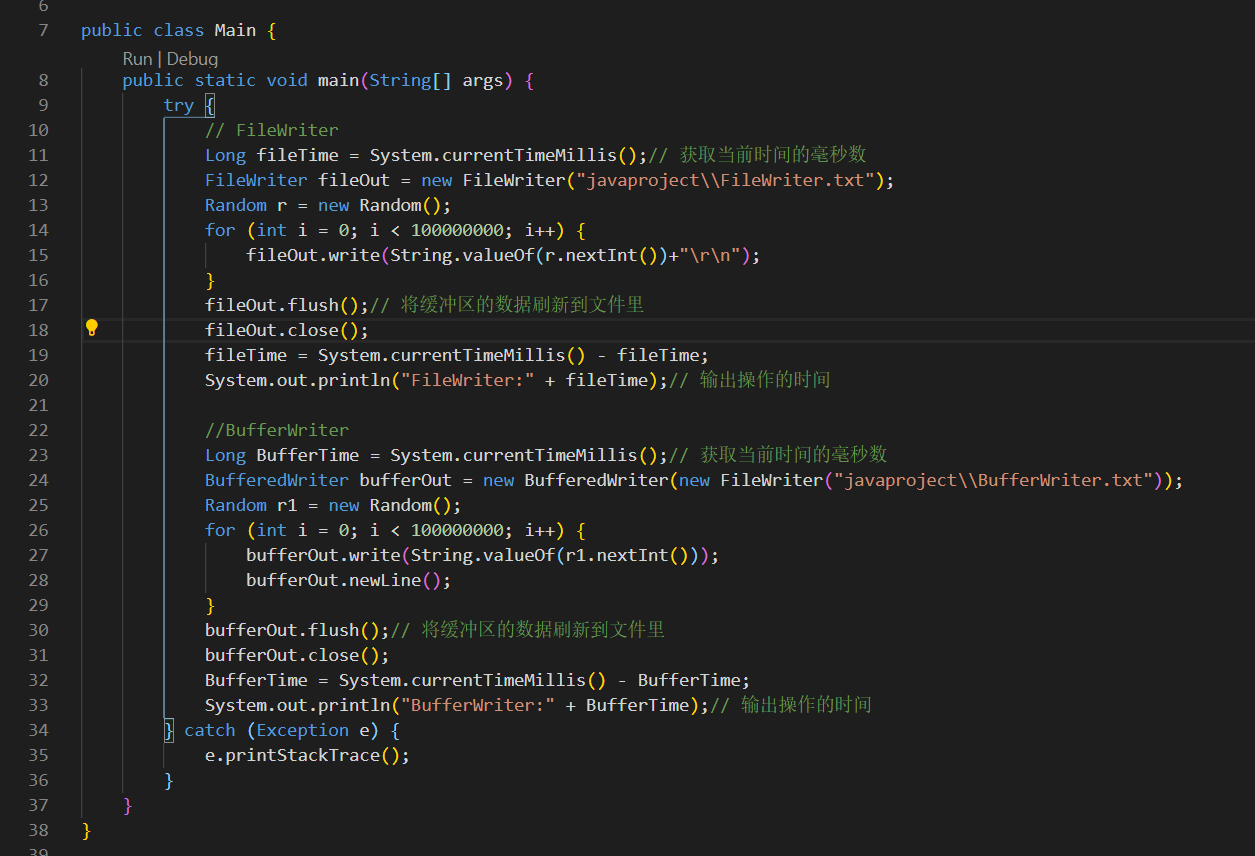 6
7 public class Main {
Run | Debug
8 public static void main(String[] args) {
9 try {
10 // FileWriter
11 Long fileTime = System.currentTimeMillis();// 获取当前时间的毫秒数
12 FileWriter fileOut = new FileWriter("javaproject\\FileWriter.txt");
13 Random r = new Random();
14 for (int i = 0; i < 100000000; i++) {
15 fileOut.write(String.valueOf(r.nextInt())+"\r\n");
16 }
17 fileOut.flush();// 将缓冲区的数据刷新到文件里
18 fileOut.close();
19 fileTime = System.currentTimeMillis() - fileTime;
20 System.out.println("FileWriter:" + fileTime);// 输出操作的时间
21
22 //BufferWriter
23 Long BufferTime = System.currentTimeMillis();// 获取当前时间的毫秒数
24 BufferedWriter bufferOut = new BufferedWriter(new FileWriter("javaproject\\BufferWriter.txt"));
25 Random r1 = new Random();
26 for (int i = 0; i < 100000000; i++) {
27 bufferOut.write(String.valueOf(r1.nextInt()));
28 bufferOut.newLine();
29 }
30 bufferOut.flush();// 将缓冲区的数据刷新到文件里
31 bufferOut.close();
32 BufferTime = System.currentTimeMillis() - BufferTime;
33 System.out.println("BufferWriter:" + BufferTime);// 输出操作的时间
34 } catch (Exception e) {
35 e.printStackTrace();
36 }
37 }
38 }
39